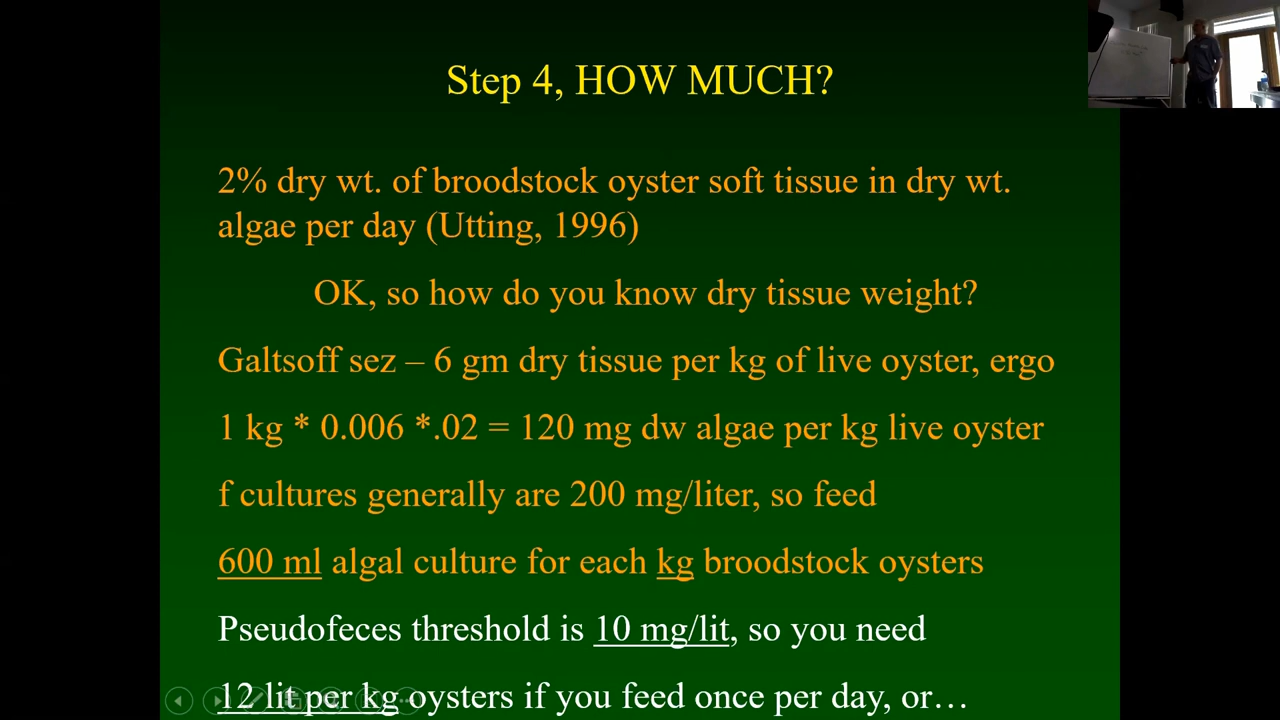 Step 4, HOW MUCH?
2% dry wt. of broodstock oyster soft tissue in dry wt.
algae per day (Utting, 1996)
OK, so how do you know dry tissue weight?
Galtsoff sez – 6 gm dry tissue per kg of live oyster, ergo
1 kg * 0.006 *.02 = 120 mg dw algae per kg live oyster
f cultures generally are 200 mg/liter, so feed
600 ml algal culture for each kg broodstock oysters
Pseudofeces threshold is 10 mg/lit, so you need
12 lit per kg oysters if you feed once per day, or…